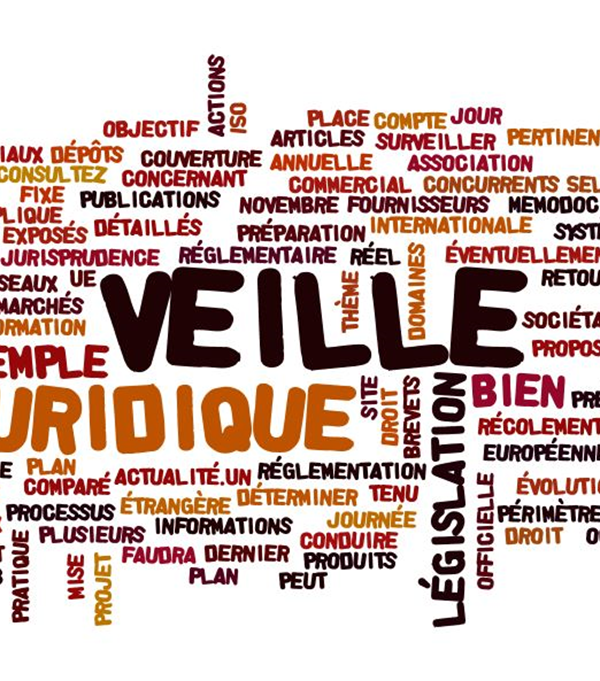 ACTIONS
ISO
OBJECTIF
PLACE COMPTE JOUR
ARTICLES SURVEILLER PERTINEN
IAUX DÉPÔTS COUVERTURE ANNUELLE ASSOCIATION
CONSULTEZ CONCERNANT COMMERCIAL CONCURRENTS SEL
FIXE PUBLICATIONS NOVEMBRE FOURNISSEURS MEMODOC
PLIQUE DÉTAILLÉS INTERNATIONALE
EXPOSÉS PRÉPARATION SYST
JURISPRUDENCE RÉGLEMENTAIRE RÉEL ÉVENTUELLEMEN
SEAUX UE VEILLE THÈME DOMAINES RETOU
MARCHÉS SOCIÉTA
ORMATION PROPOS
EMPLE BIEN PRE
URIDIQUE SITE DROIT BREVETS LÉGISLATION
RÉCOLEMENT
EUROPÉENNE
E PLAN ACTUALITÉ.UN RÉGLEMENTATION
COMPARÉ ÉTRANGÈRE DÉTERMINER TENU OFFICIELLE ÉVOLUTIO
PROCESSUS INFORMATIONS JOURNÉE PÉRIMÈTRE
PLUSIEURS CONDUIRE DROIT
PRATIQUE MISE PROJET FAUDRA DERNIER PRODUITS
PLAN PEUT